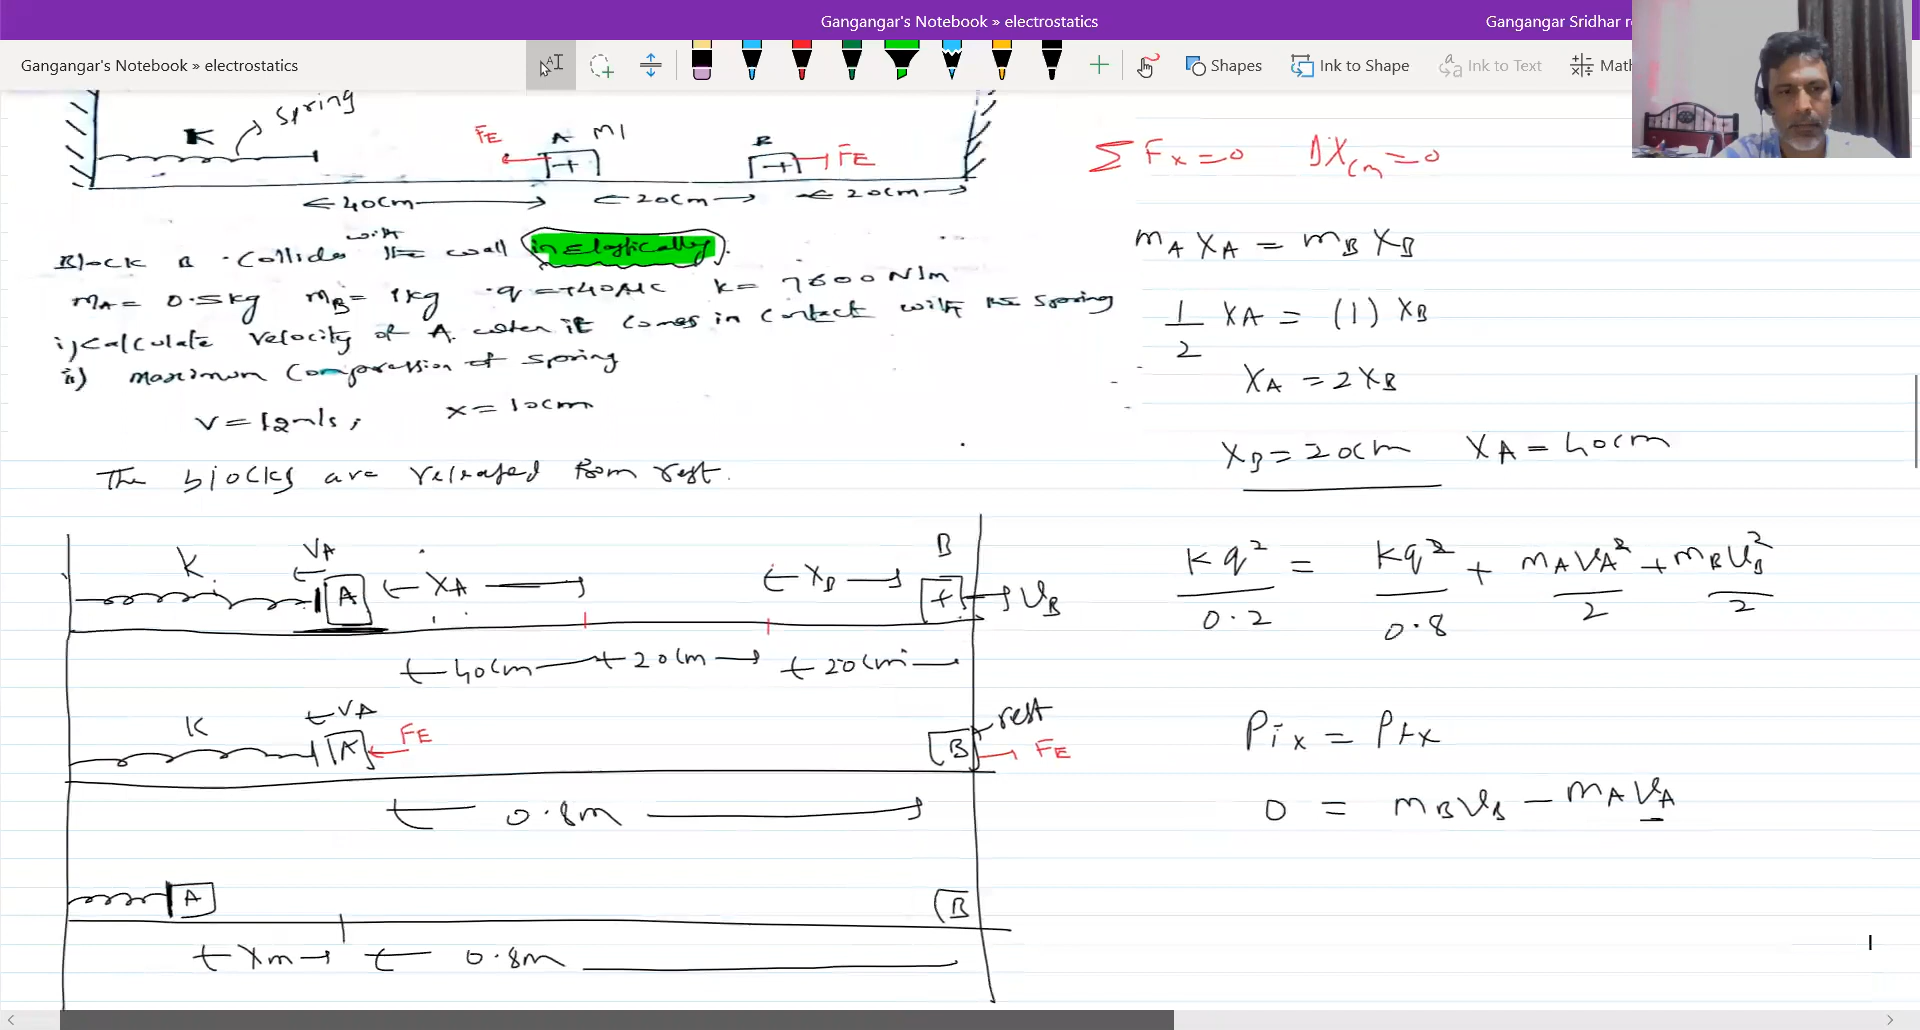 Gangangar's Notebook » electrostatics
Gangangar Sridhar
Gangangar's Notebook » electrostatics
Shapes
Ink to Shape
Ink to Text
Math
K spring
FE A M1
B FE
+ +
40cm 20cm 20cm
Block B collides with the wall inelastically.
mA = 0.5kg mB = 1kg q = +40μC K = 7800 N/m
i) calculate velocity of A when it comes in contact with the spring
ii) maximum compression of spring
V = 12m/s; x = 10cm
The blocks are released from rest.
K VA A XA XB B + VB
40cm 20cm 20cm
K VA A FE B rest FE
0.8m
A B
Xm 0.8m
Σ Fx = 0 ΔXcm = 0
mA XA = mB XB
1/2 XA = (1) XB
XA = 2XB
XB = 20cm XA = 40cm
Kq²/0.2 = Kq²/0.8 + mAVA²/2 + mBVB²/2
Pix = Pfx
0 = mBVB - mAVA